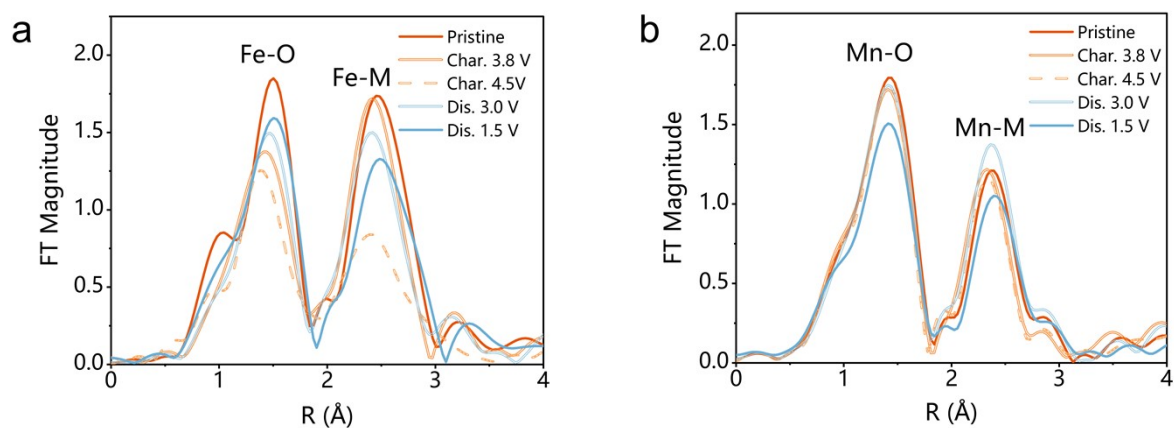 a
Fe-O
Fe-M
Pristine
Char. 3.8 V
Char. 4.5V
Dis. 3.0 V
Dis. 1.5 V
2.0
1.5
1.0
0.5
0.0
FT Magnitude
0 1 2 3 4
R (Å)
b
Mn-O
Mn-M
Pristine
Char. 3.8 V
Char. 4.5 V
Dis. 3.0 V
Dis. 1.5 V
2.0
1.5
1.0
0.5
0.0
FT Magnitude
0 1 2 3 4
R (Å)